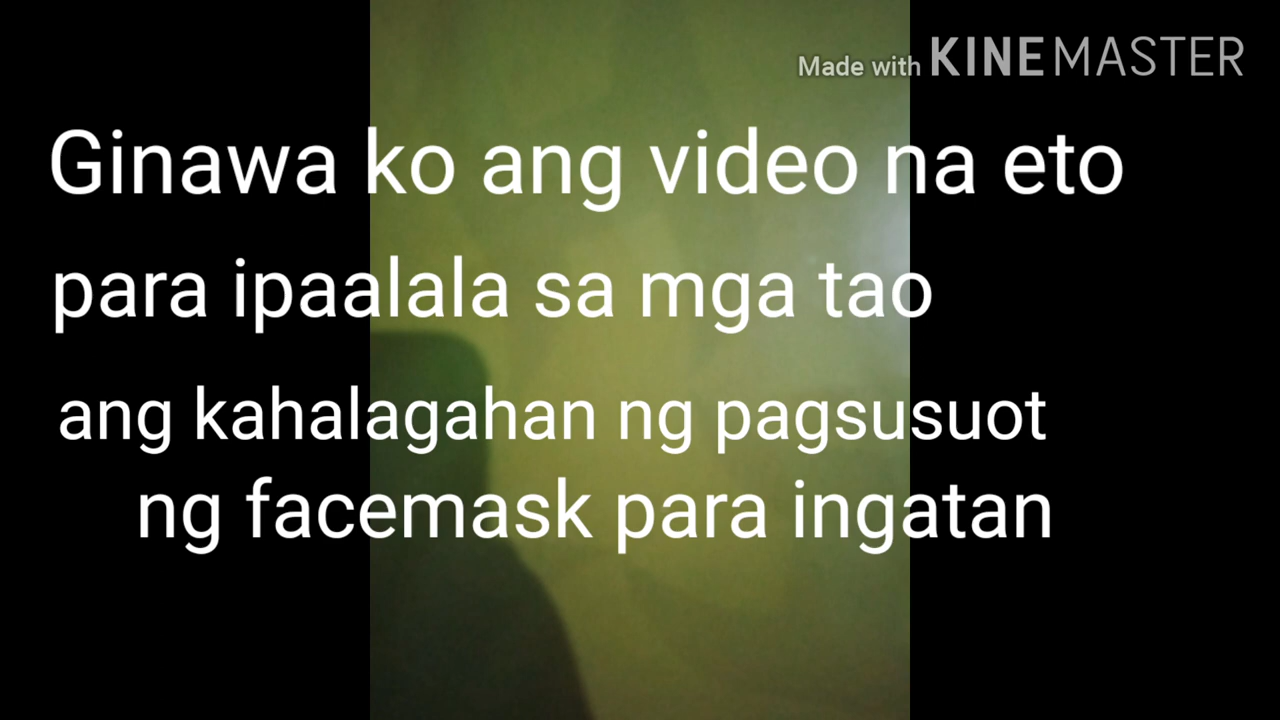 Made with KINEMASTER
Ginawa ko ang video na eto
para ipaalala sa mga tao
ang kahalagahan ng pagsusuot
ng facemask para ingatan